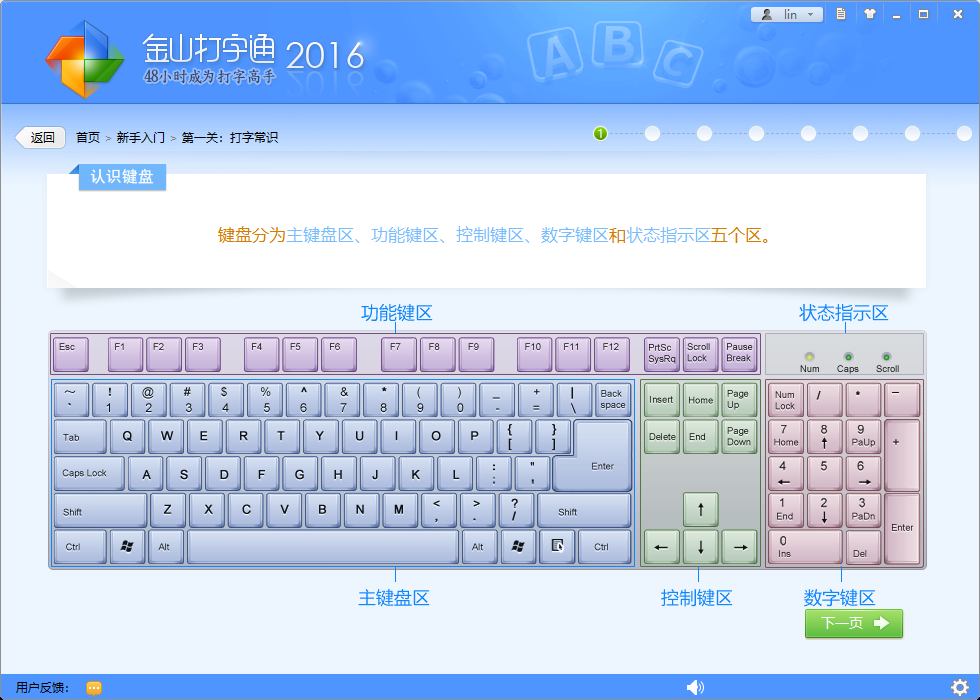 lin
金山打字通 2016
48小时成为打字高手
A B C
返回 首页 > 新手入门 > 第一关：打字常识
1
认识键盘
键盘分为主键盘区、功能键区、控制键区、数字键区和状态指示区五个区。
功能键区 状态指示区
Esc F1 F2 F3 F4 F5 F6 F7 F8 F9 F10 F11 F12 PrtSc SysRq Scroll Lock Pause Break
Num Caps Scroll
~ ` ! 1 @ 2 # 3 $ 4 % 5 ^ 6 & 7 * 8 ( 9 ) 0 _ - + = | \ Back space Insert Home Page Up Num Lock / * −
Tab Q W E R T Y U I O P { [ } ] Delete End Page Down 7 Home 8 ↑ 9 PaUp +
Caps Lock A S D F G H J K L : ; " , Enter 4 ← 5 6 →
Shift Z X C V B N M < , > . ? / Shift ↑ 1 End 2 ↓ 3 PaDn Enter
Ctrl Alt Alt Ctrl ← ↓ → 0 Ins Del
主键盘区 控制键区 数字键区
下一页
用户反馈: